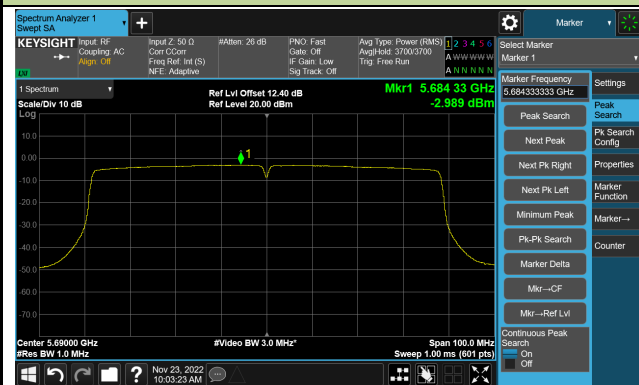 Spectrum Analyzer 1
Swept SA
Marker
KEYSIGHT
Input: RF
Coupling: AC
Align: Off
Input Z: 50 Ω
Corr CCorr
Freq Ref: Int (S)
NFE: Adaptive
#Atten: 26 dB
PNO: Fast
Gate: Off
IF Gain: Low
Sig Track: Off
Avg Type: Power (RMS)
Avg|Hold: 3700/3700
Trig: Free Run
1 2 3 4 5 6
A W W W W W
A N N N N N
LXI
Select Marker
Marker 1
1 Spectrum
Scale/Div 10 dB
Ref Lvl Offset 12.40 dB
Ref Level 20.00 dBm
Mkr1 5.684 33 GHz
-2.989 dBm
Log
10.0
0.00
-10.0
-20.0
-30.0
-40.0
-50.0
-60.0
-70.0
1
Center 5.69000 GHz
#Res BW 1.0 MHz
#Video BW 3.0 MHz*
Span 100.0 MHz
Sweep 1.00 ms (601 pts)
Marker Frequency
5.684333333 GHz
Peak Search
Next Peak
Next Pk Right
Next Pk Left
Minimum Peak
Pk-Pk Search
Marker Delta
Mkr→CF
Mkr→Ref Lvl
Continuous Peak
Search
On
Off
Settings
Peak
Search
Pk Search
Config
Properties
Marker
Function
Marker→
Counter
?
Nov 23, 2022
10:03:23 AM